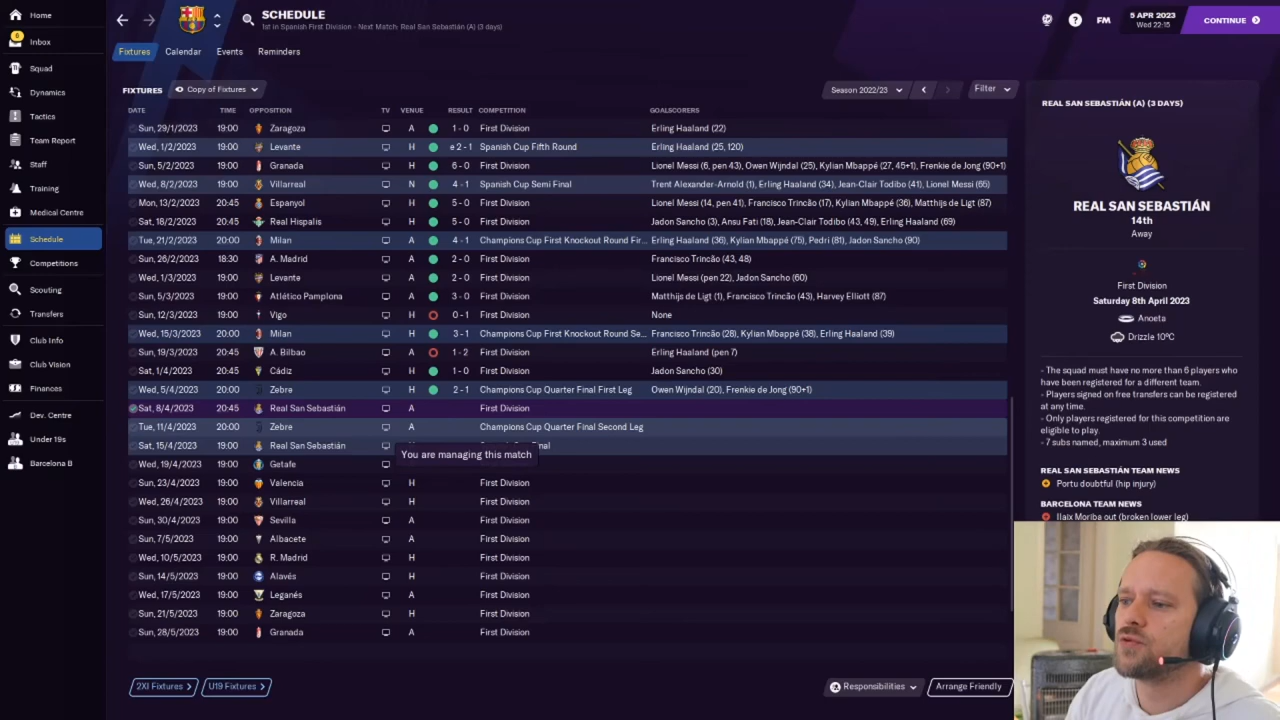 Home
6
Inbox
Squad
Dynamics
Tactics
Team Report
Staff
Training
Medical Centre
Schedule
Competitions
Scouting
Transfers
Club Info
Club Vision
Finances
Dev. Centre
Under 19s
Barcelona B
SCHEDULE
1st in Spanish First Division - Next Match: Real San Sebastián (A) (3 days)
FM
5 APR 2023
Wed 22:15
CONTINUE
Fixtures Calendar Events Reminders
FIXTURES Copy of Fixtures Season 2022/23 Filter
DATE TIME OPPOSITION TV VENUE RESULT COMPETITION GOALSCORERS
Sun, 29/1/2023 19:00 Zaragoza A 1 - 0 First Division Erling Haaland (22)
Wed, 1/2/2023 19:00 Levante H e 2 - 1 Spanish Cup Fifth Round Erling Haaland (25, 120)
Sun, 5/2/2023 19:00 Granada H 6 - 0 First Division Lionel Messi (6, pen 43), Owen Wijndal (25), Kylian Mbappé (27, 45+1), Frenkie de Jong (90+1)
Wed, 8/2/2023 19:00 Villarreal N 4 - 1 Spanish Cup Semi Final Trent Alexander-Arnold (1), Erling Haaland (34), Jean-Clair Todibo (41), Lionel Messi (65)
Mon, 13/2/2023 20:45 Espanyol A 5 - 0 First Division Lionel Messi (14, pen 41), Francisco Trincão (17), Kylian Mbappé (36), Matthijs de Ligt (87)
Sat, 18/2/2023 20:45 Real Hispalis H 5 - 0 First Division Jadon Sancho (3), Ansu Fati (18), Jean-Clair Todibo (43, 49), Erling Haaland (69)
Tue, 21/2/2023 20:00 Milan A 4 - 1 Champions Cup First Knockout Round Fir... Erling Haaland (36), Kylian Mbappé (75), Pedri (81), Jadon Sancho (90)
Sun, 26/2/2023 18:30 A. Madrid A 2 - 0 First Division Francisco Trincão (43, 48)
Wed, 1/3/2023 19:00 Levante A 2 - 0 First Division Lionel Messi (pen 22), Jadon Sancho (60)
Sun, 5/3/2023 19:00 Atlético Pamplona A 3 - 0 First Division Matthijs de Ligt (1), Francisco Trincão (43), Harvey Elliott (87)
Sun, 12/3/2023 19:00 Vigo H 0 - 1 First Division None
Wed, 15/3/2023 20:00 Milan H 3 - 1 Champions Cup First Knockout Round Se... Francisco Trincão (28), Kylian Mbappé (38), Erling Haaland (39)
Sun, 19/3/2023 20:45 A. Bilbao A 1 - 2 First Division Erling Haaland (pen 7)
Sat, 1/4/2023 20:45 Cádiz H 1 - 0 First Division Jadon Sancho (30)
Wed, 5/4/2023 20:00 Zebre H 2 - 1 Champions Cup Quarter Final First Leg Owen Wijndal (20), Frenkie de Jong (90+1)
Sat, 8/4/2023 20:45 Real San Sebastián A First Division
Tue, 11/4/2023 20:00 Zebre A Champions Cup Quarter Final Second Leg
Sat, 15/4/2023 19:00 Real San Sebastián
You are managing this match
Wed, 19/4/2023 19:00 Getafe
Sun, 23/4/2023 19:00 Valencia H First Division
Wed, 26/4/2023 19:00 Villarreal H First Division
Sun, 30/4/2023 19:00 Sevilla A First Division
Sun, 7/5/2023 19:00 Albacete A First Division
Wed, 10/5/2023 19:00 R. Madrid H First Division
Sun, 14/5/2023 19:00 Alavés H First Division
Wed, 17/5/2023 19:00 Leganés A First Division
Sun, 21/5/2023 19:00 Zaragoza H First Division
Sun, 28/5/2023 19:00 Granada A First Division
2XI Fixtures U19 Fixtures Responsibilities Arrange Friendly
REAL SAN SEBASTIÁN (A) (3 DAYS)
REAL SAN SEBASTIÁN
14th
Away
First Division
Saturday 8th April 2023
Anoeta
Drizzle 10ºC
- The squad must have no more than 6 players who
have been registered for a different team.
- Players signed on free transfers can be registered
at any time.
- Only players registered for this competition are
eligible to play.
- 7 subs named, maximum 3 used
REAL SAN SEBASTIÁN TEAM NEWS
Portu doubtful (hip injury)
BARCELONA TEAM NEWS
Ilaix Moriba out (broken lower leg)